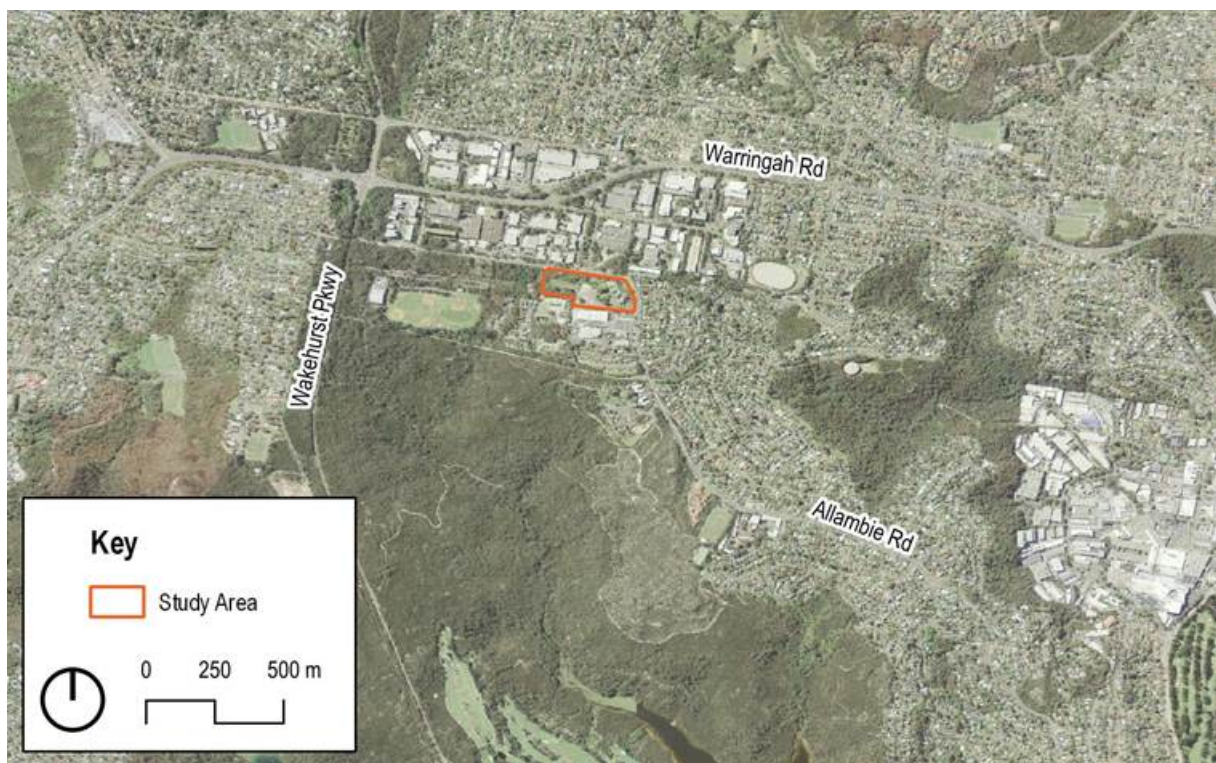 Warringah Rd
Wakehurst Pkwy
Allambie Rd
Key
Study Area
0 250 500 m